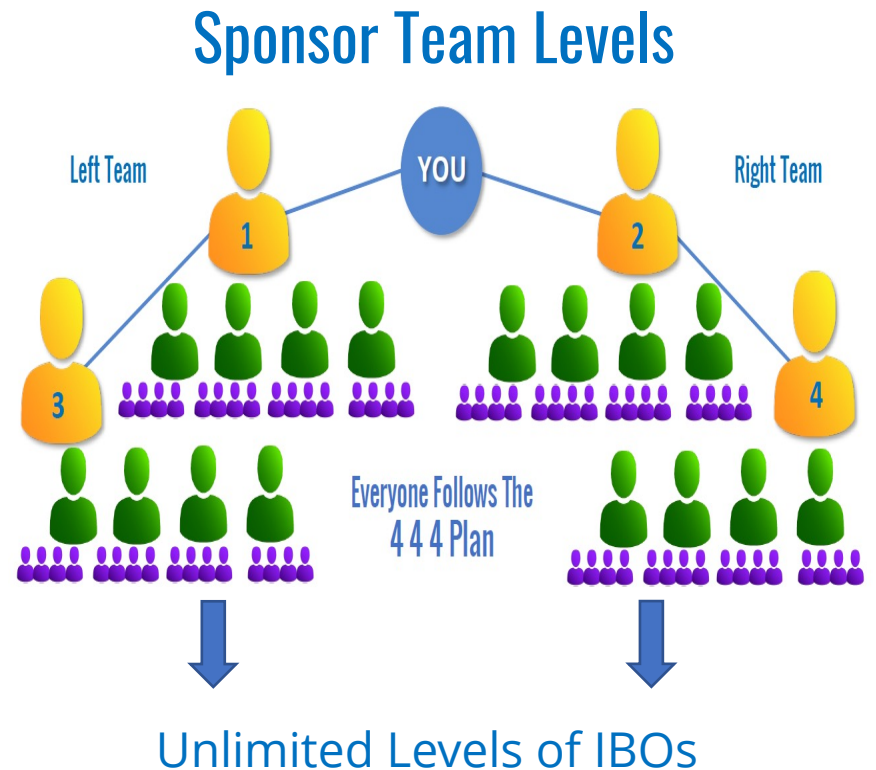 Sponsor Team Levels
Left Team
YOU
Right Team
1
2
3
4
Everyone Follows The
4 4 4 Plan
Unlimited Levels of IBOs